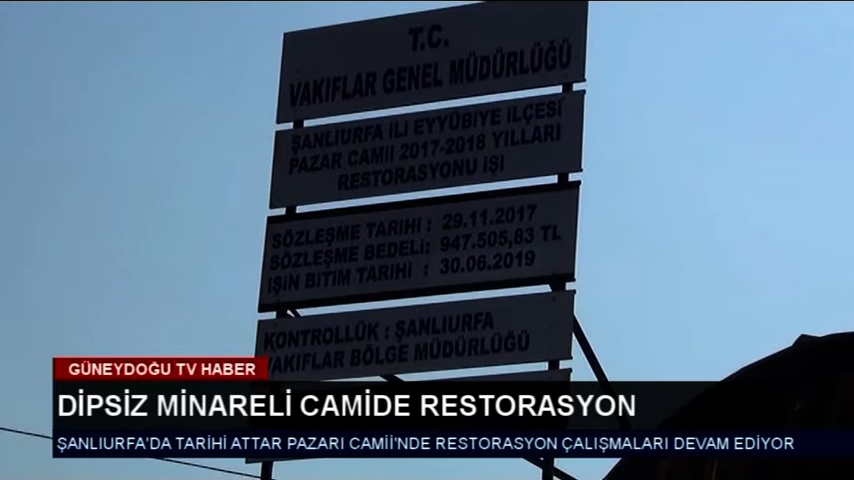 T.C.
VAKIFLAR GENEL MÜDÜRLÜĞÜ
ŞANLIURFA İLİ EYYÜBİYE İLÇESİ
PAZAR CAMİİ 2017-2018 YILLARI
RESTORASYONU İŞİ
SÖZLEŞME TARİHİ : 29.11.2017
SÖZLEŞME BEDELİ: 947.505,83 TL
İŞİN BİTİM TARİHİ : 30.06.2019
KONTROLLÜK : ŞANLIURFA
VAKIFLAR BÖLGE MÜDÜRLÜĞÜ
GÜNEYDOĞU TV HABER
DİPSİZ MİNARELİ CAMİDE RESTORASYON
ŞANLIURFA'DA TARİHİ ATTAR PAZARI CAMİİ'NDE RESTORASYON ÇALIŞMALARI DEVAM EDİYOR